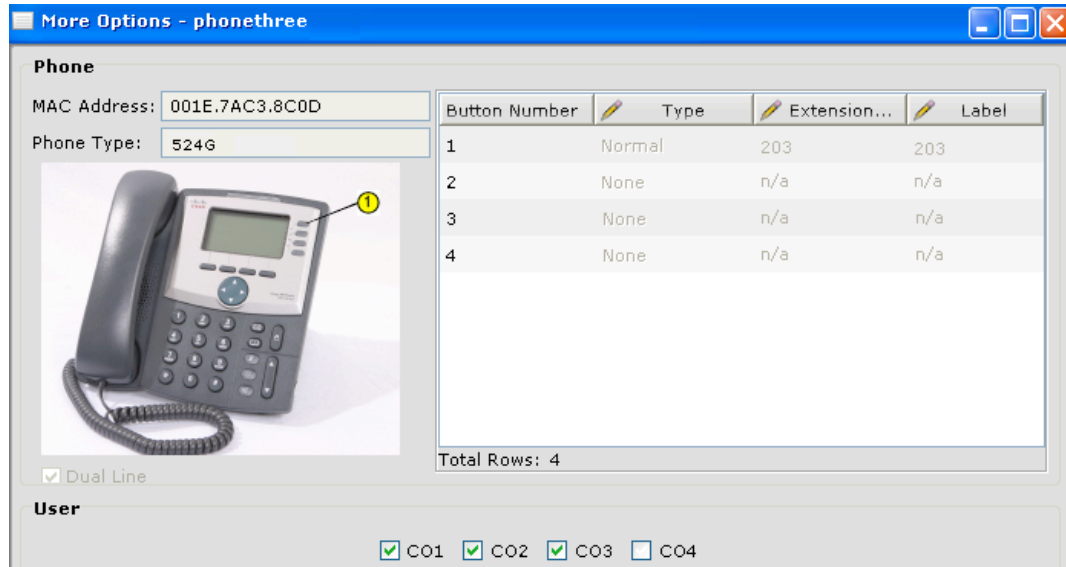 More Options - phonethree
Phone
MAC Address: 001E.7AC3.8C0D
Phone Type: 524G
Button Number Type Extension... Label
1 Normal 203 203
2 None n/a n/a
3 None n/a n/a
4 None n/a n/a
1
Total Rows: 4
Dual Line
User
CO1 CO2 CO3 CO4